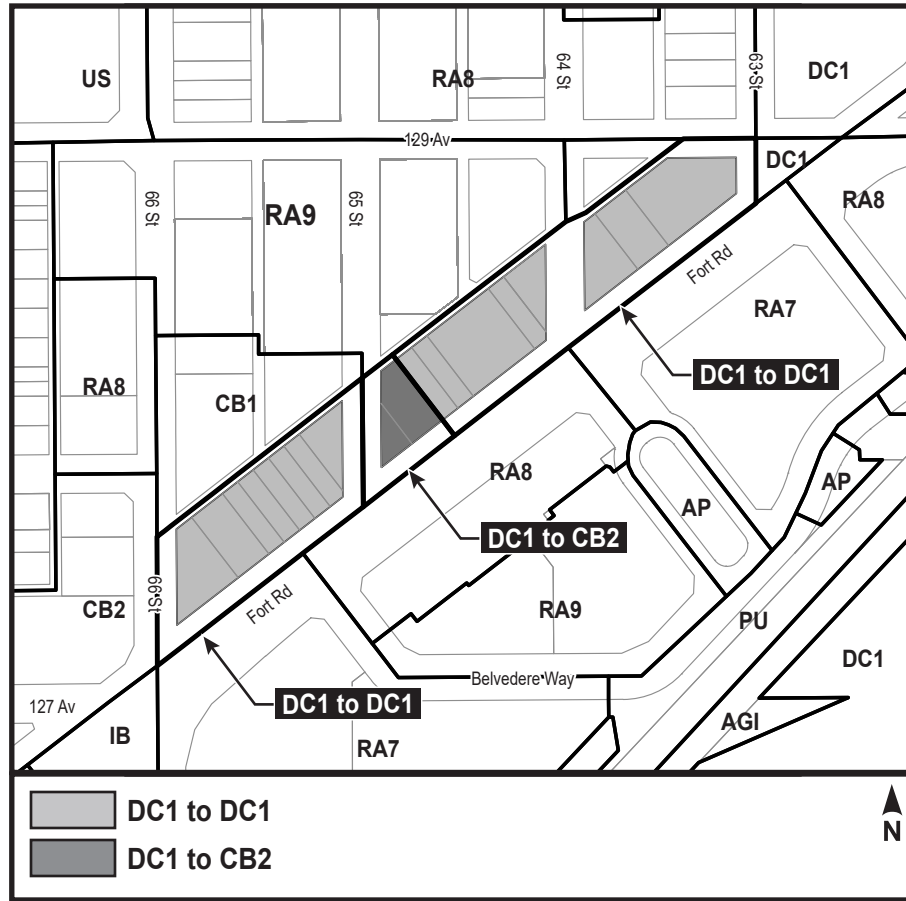 US
RA8
64 St
63 St
DC1
129 Av
DC1
66 St
RA9
65 St
RA8
Fort Rd
RA7
DC1 to DC1
RA8
CB1
RA8
AP
AP
DC1 to CB2
66 St
CB2
Fort Rd
RA9
PU
DC1
Belvedere Way
127 Av
DC1 to DC1
IB
RA7
AGI
DC1 to DC1
DC1 to CB2
N